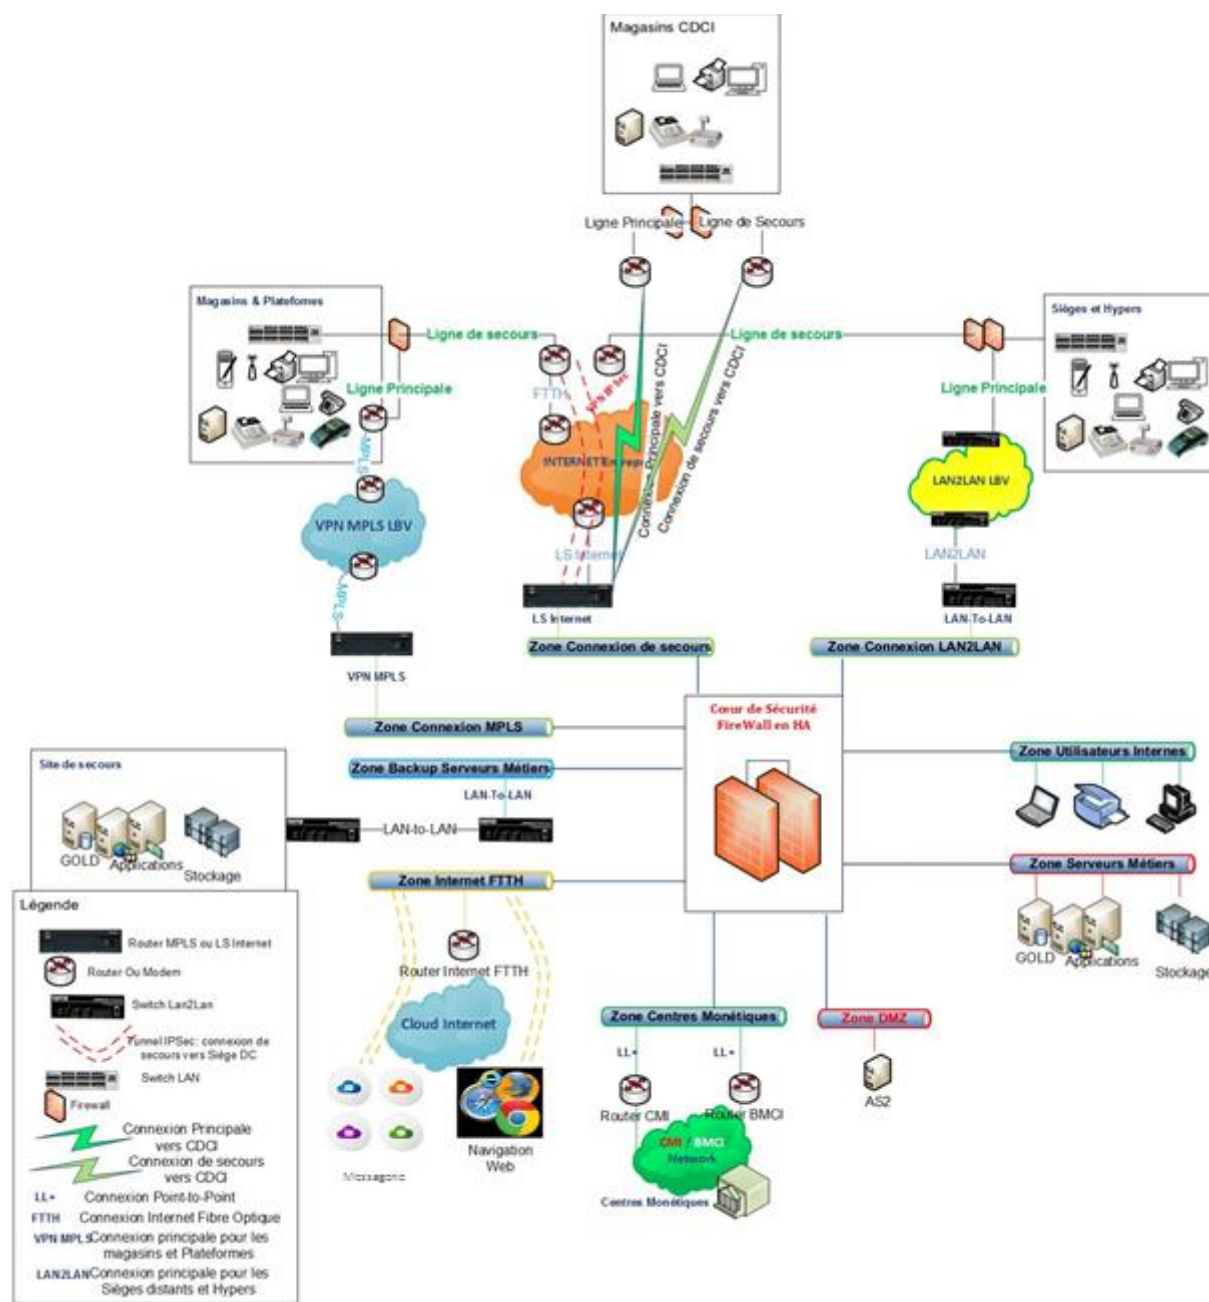 Magasins CDCI
Ligne Principale
Ligne de Secours
Magasins & Plateformes
Ligne de secours
Ligne Principale
MPLS
VPN MPLS LBV
MPLS
VPN MPLS
FTTH
VPN IP Sec
INTERNET Entrepr
LS Internet
LS Internet
Connexion Principale vers CDCI
Connexion de secours vers CDCI
Ligne de secours
Sièges et Hypers
Ligne Principale
LAN2LAN LBV
LAN2LAN
LAN-To-LAN
Zone Connexion de secours
Zone Connexion LAN2LAN
Zone Connexion MPLS
Cœur de Sécurité
FireWall en HA
Zone Backup Serveurs Métiers
LAN-To-LAN
LAN-to-LAN
Site de secours
GOLD
Applications
Stockage
Zone Utilisateurs Internes
Zone Serveurs Métiers
GOLD
Applications
Stockage
Zone Internet FTTH
Router Internet FTTH
Cloud Internet
Messagerie
Navigation
Web
Zone Centres Monétiques
LL+
LL+
Router CMI
Router BMCI
CMI / BMCI
Network
Centres Monétiques
Zone DMZ
AS2
Légende
Router MPLS ou LS Internet
Router Ou Modem
Switch Lan2Lan
Tunnel IPSec: connexion de
secours vers Siège DC
Switch LAN
Firewall
Connexion Principale
vers CDCI
Connexion de secours
vers CDCI
LL+ Connexion Point-to-Point
FTTH Connexion Internet Fibre Optique
VPN MPLS Connexion principale pour les
magasins et Plateformes
LAN2LAN Connexion principale pour les
Sièges distants et Hypers